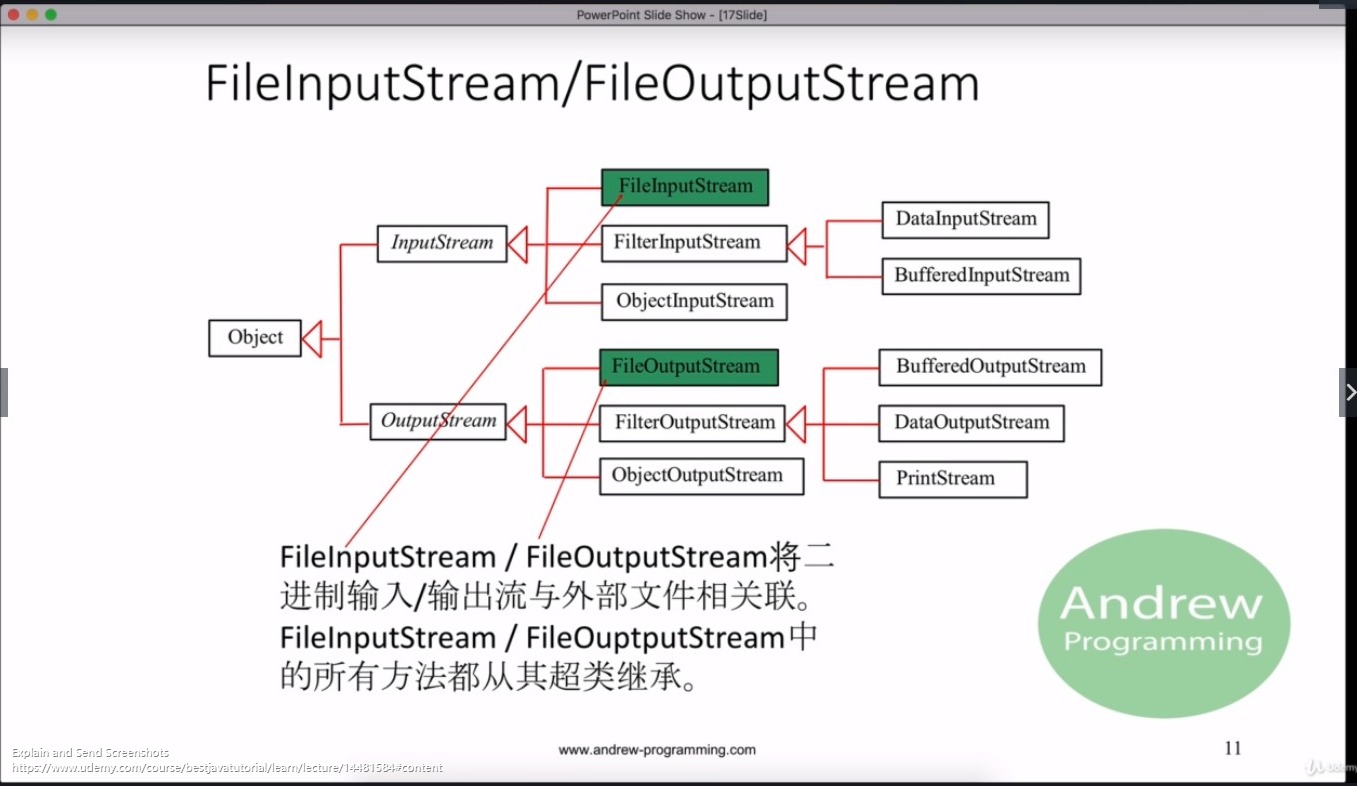 PowerPoint Slide Show - [17Slide]
FileInputStream/FileOutputStream
FileInputStream
InputStream
FilterInputStream
DataInputStream
BufferedInputStream
ObjectInputStream
Object
FileOutputStream
BufferedOutputStream
OutputStream
FilterOutputStream
DataOutputStream
ObjectOutputStream
PrintStream
FileInputStream / FileOutputStream将二
进制输入/输出流与外部文件相关联。
FileInputStream / FileOuptputStream中
的所有方法都从其超类继承。
Andrew
Programming
www.andrew-programming.com
11
Explain and Send Screenshots
https://www.udemy.com/course/bestjavatutorial/learn/lecture/14481584#content
Udemy